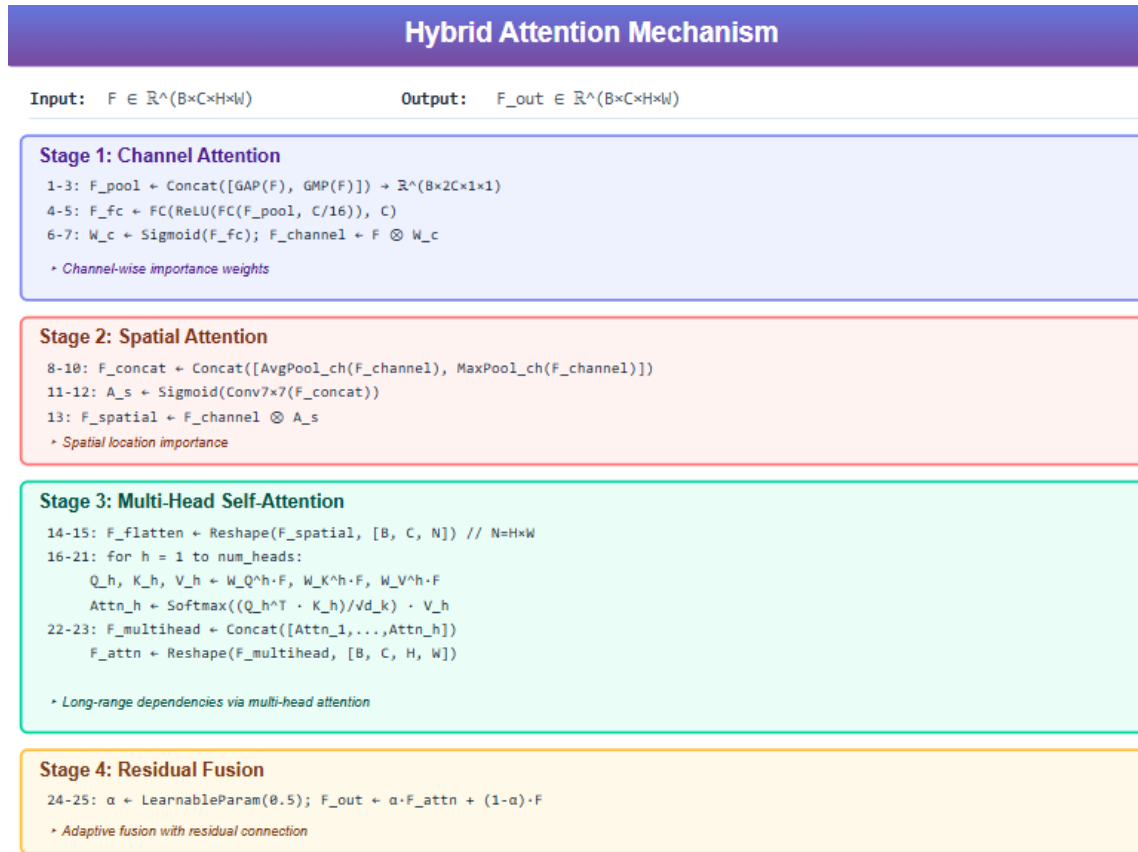 Hybrid Attention Mechanism
Input: F ∈ ℝ^(B×C×H×W) Output: F_out ∈ ℝ^(B×C×H×W)
Stage 1: Channel Attention
1-3: F_pool ← Concat([GAP(F), GMP(F)]) → ℝ^(B×2C×1×1)
4-5: F_fc ← FC(ReLU(FC(F_pool, C/16)), C)
6-7: W_c ← Sigmoid(F_fc); F_channel ← F ⊗ W_c
‣ Channel-wise importance weights
Stage 2: Spatial Attention
8-10: F_concat ← Concat([AvgPool_ch(F_channel), MaxPool_ch(F_channel)])
11-12: A_s ← Sigmoid(Conv7×7(F_concat))
13: F_spatial ← F_channel ⊗ A_s
‣ Spatial location importance
Stage 3: Multi-Head Self-Attention
14-15: F_flatten ← Reshape(F_spatial, [B, C, N]) // N=H×W
16-21: for h = 1 to num_heads:
Q_h, K_h, V_h ← W_Q^h·F, W_K^h·F, W_V^h·F
Attn_h ← Softmax((Q_h^T · K_h)/√d_k) · V_h
22-23: F_multihead ← Concat([Attn_1,...,Attn_h])
F_attn ← Reshape(F_multihead, [B, C, H, W])
‣ Long-range dependencies via multi-head attention
Stage 4: Residual Fusion
24-25: α ← LearnableParam(0.5); F_out ← α·F_attn + (1-α)·F
‣ Adaptive fusion with residual connection